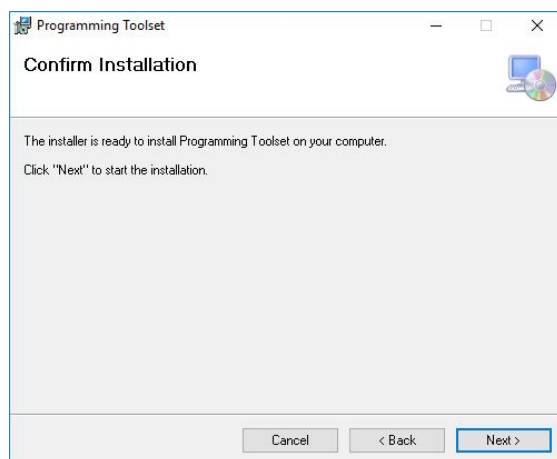 Programming Toolset
Confirm Installation
The installer is ready to install Programming Toolset on your computer.
Click "Next" to start the installation.
Cancel
< Back
Next >